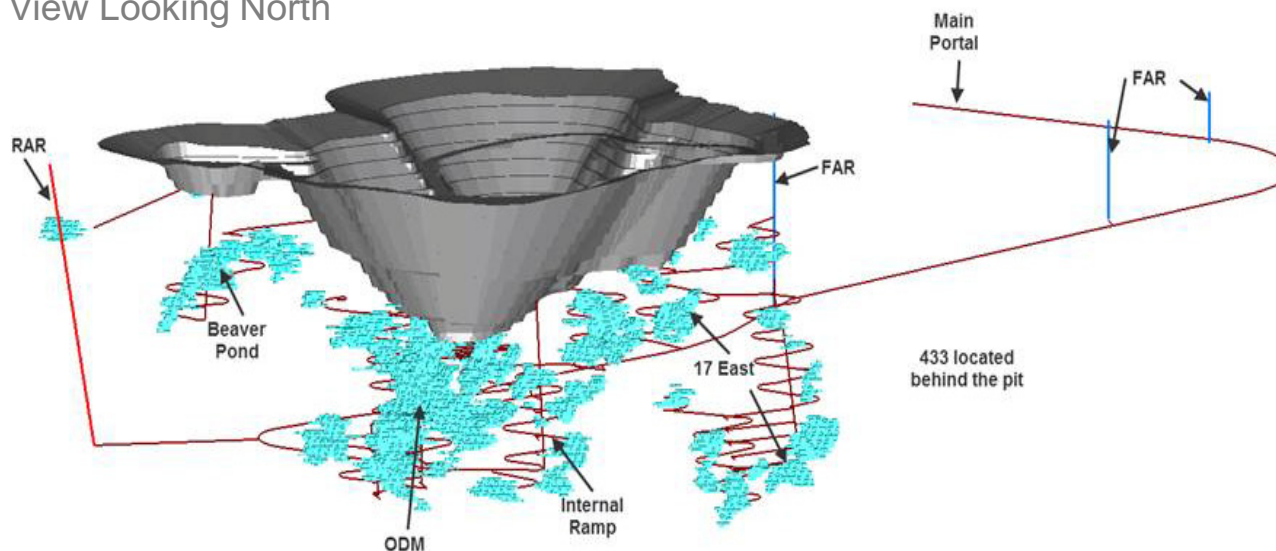 View Looking North
Main
Portal
FAR
RAR
FAR
Beaver
Pond
17 East
433 located
behind the pit
Internal
Ramp
ODM